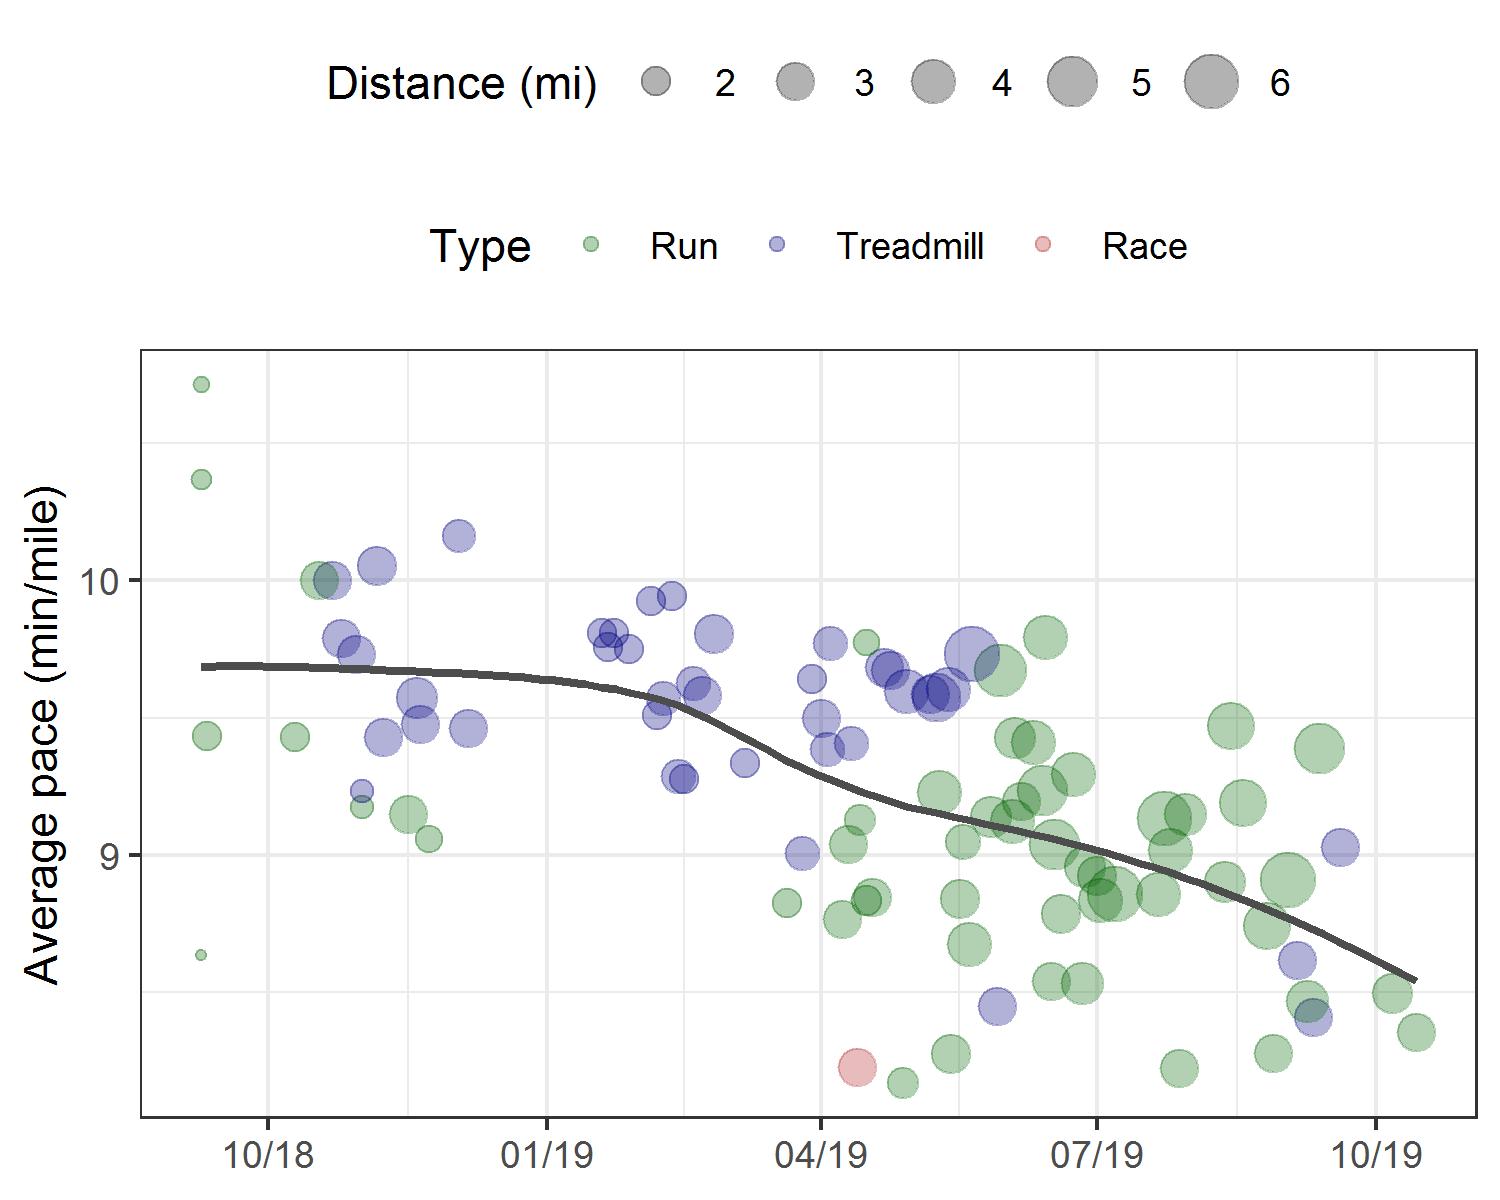 Distance (mi) 2 3 4 5 6
Type Run Treadmill Race
Average pace (min/mile)
10
9
10/18 01/19 04/19 07/19 10/19